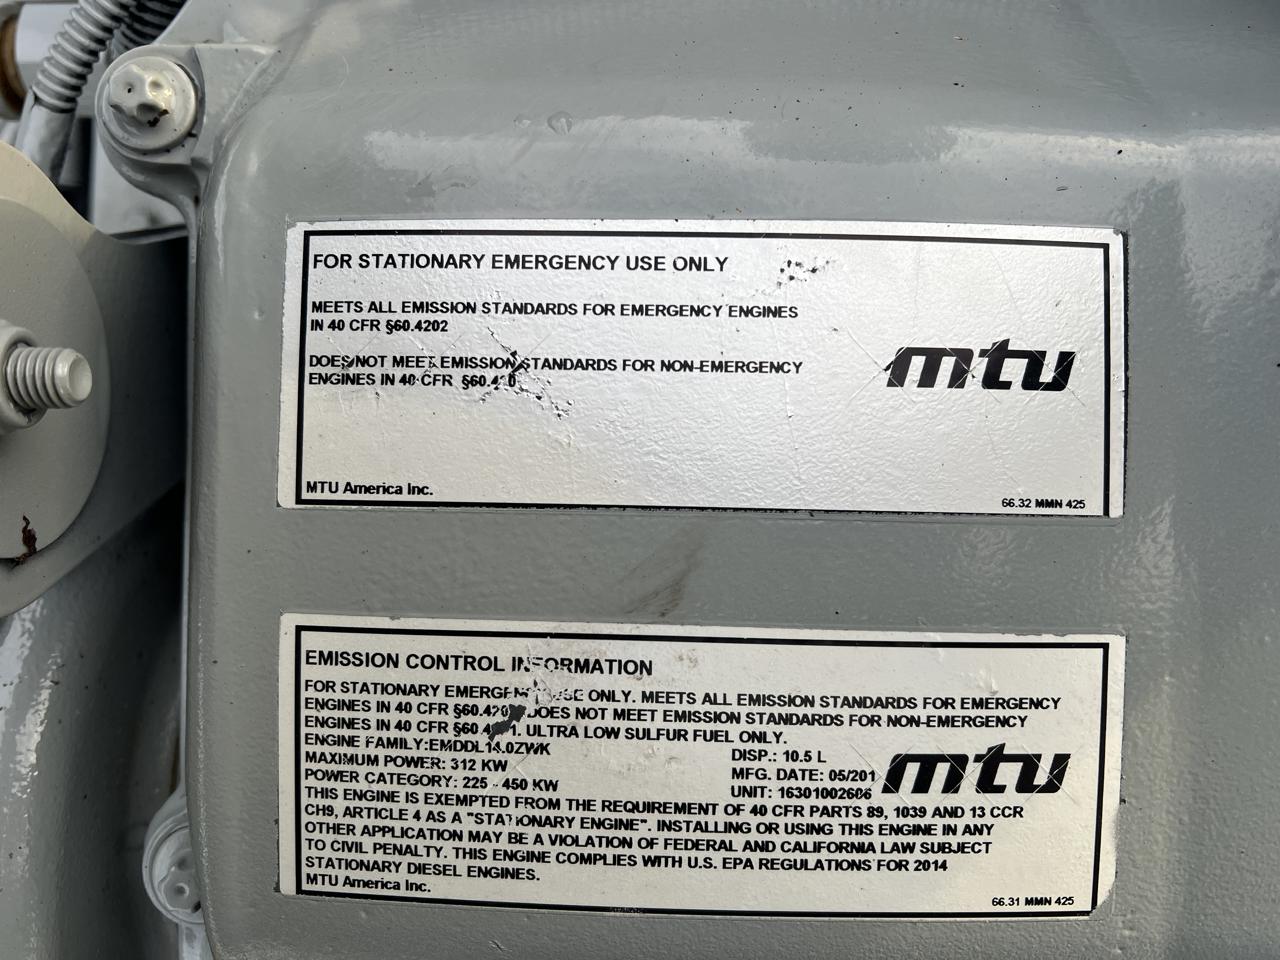 FOR STATIONARY EMERGENCY USE ONLY
MEETS ALL EMISSION STANDARDS FOR EMERGENCY ENGINES
IN 40 CFR §60.4202
DOES NOT MEET EMISSION STANDARDS FOR NON-EMERGENCY
ENGINES IN 40 CFR
mtu
MTU America Inc.
66.32 MMN 425
EMISSION CONTROL INFORMATION
FOR STATIONARY EMERGENCY USE ONLY. MEETS ALL EMISSION STANDARDS FOR EMERGENCY
ENGINES IN 40 CFR DOES NOT MEET EMISSION STANDARDS FOR NON-EMERGENCY
ENGINES IN 40 CFR ULTRA LOW SULFUR FUEL ONLY.
ENGINE FAMILY:EMDDL14.0ZWK
MAXIMUM POWER: 312 KW
POWER CATEGORY: 225 - 450 KW
DISP.: 10.5 L
MFG. DATE: 05/201
UNIT: 16301002606
mtu
THIS ENGINE IS EXEMPTED FROM THE REQUIREMENT OF 40 CFR PARTS 89, 1039 AND 13 CCR
CH9, ARTICLE 4 AS A "STATIONARY ENGINE". INSTALLING OR USING THIS ENGINE IN ANY
OTHER APPLICATION MAY BE A VIOLATION OF FEDERAL AND CALIFORNIA LAW SUBJECT
TO CIVIL PENALTY. THIS ENGINE COMPLIES WITH U.S. EPA REGULATIONS FOR 2014
STATIONARY DIESEL ENGINES.
MTU America Inc.
66.31 MMN 425